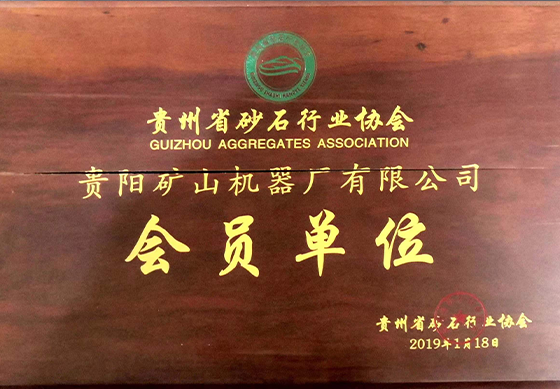 贵州省砂石行业协会
GUIZHOU AGGREGATES ASSOCIATION
贵阳矿山机器厂有限公司
会员单位
贵州省砂石行业协会
2019年1月18日